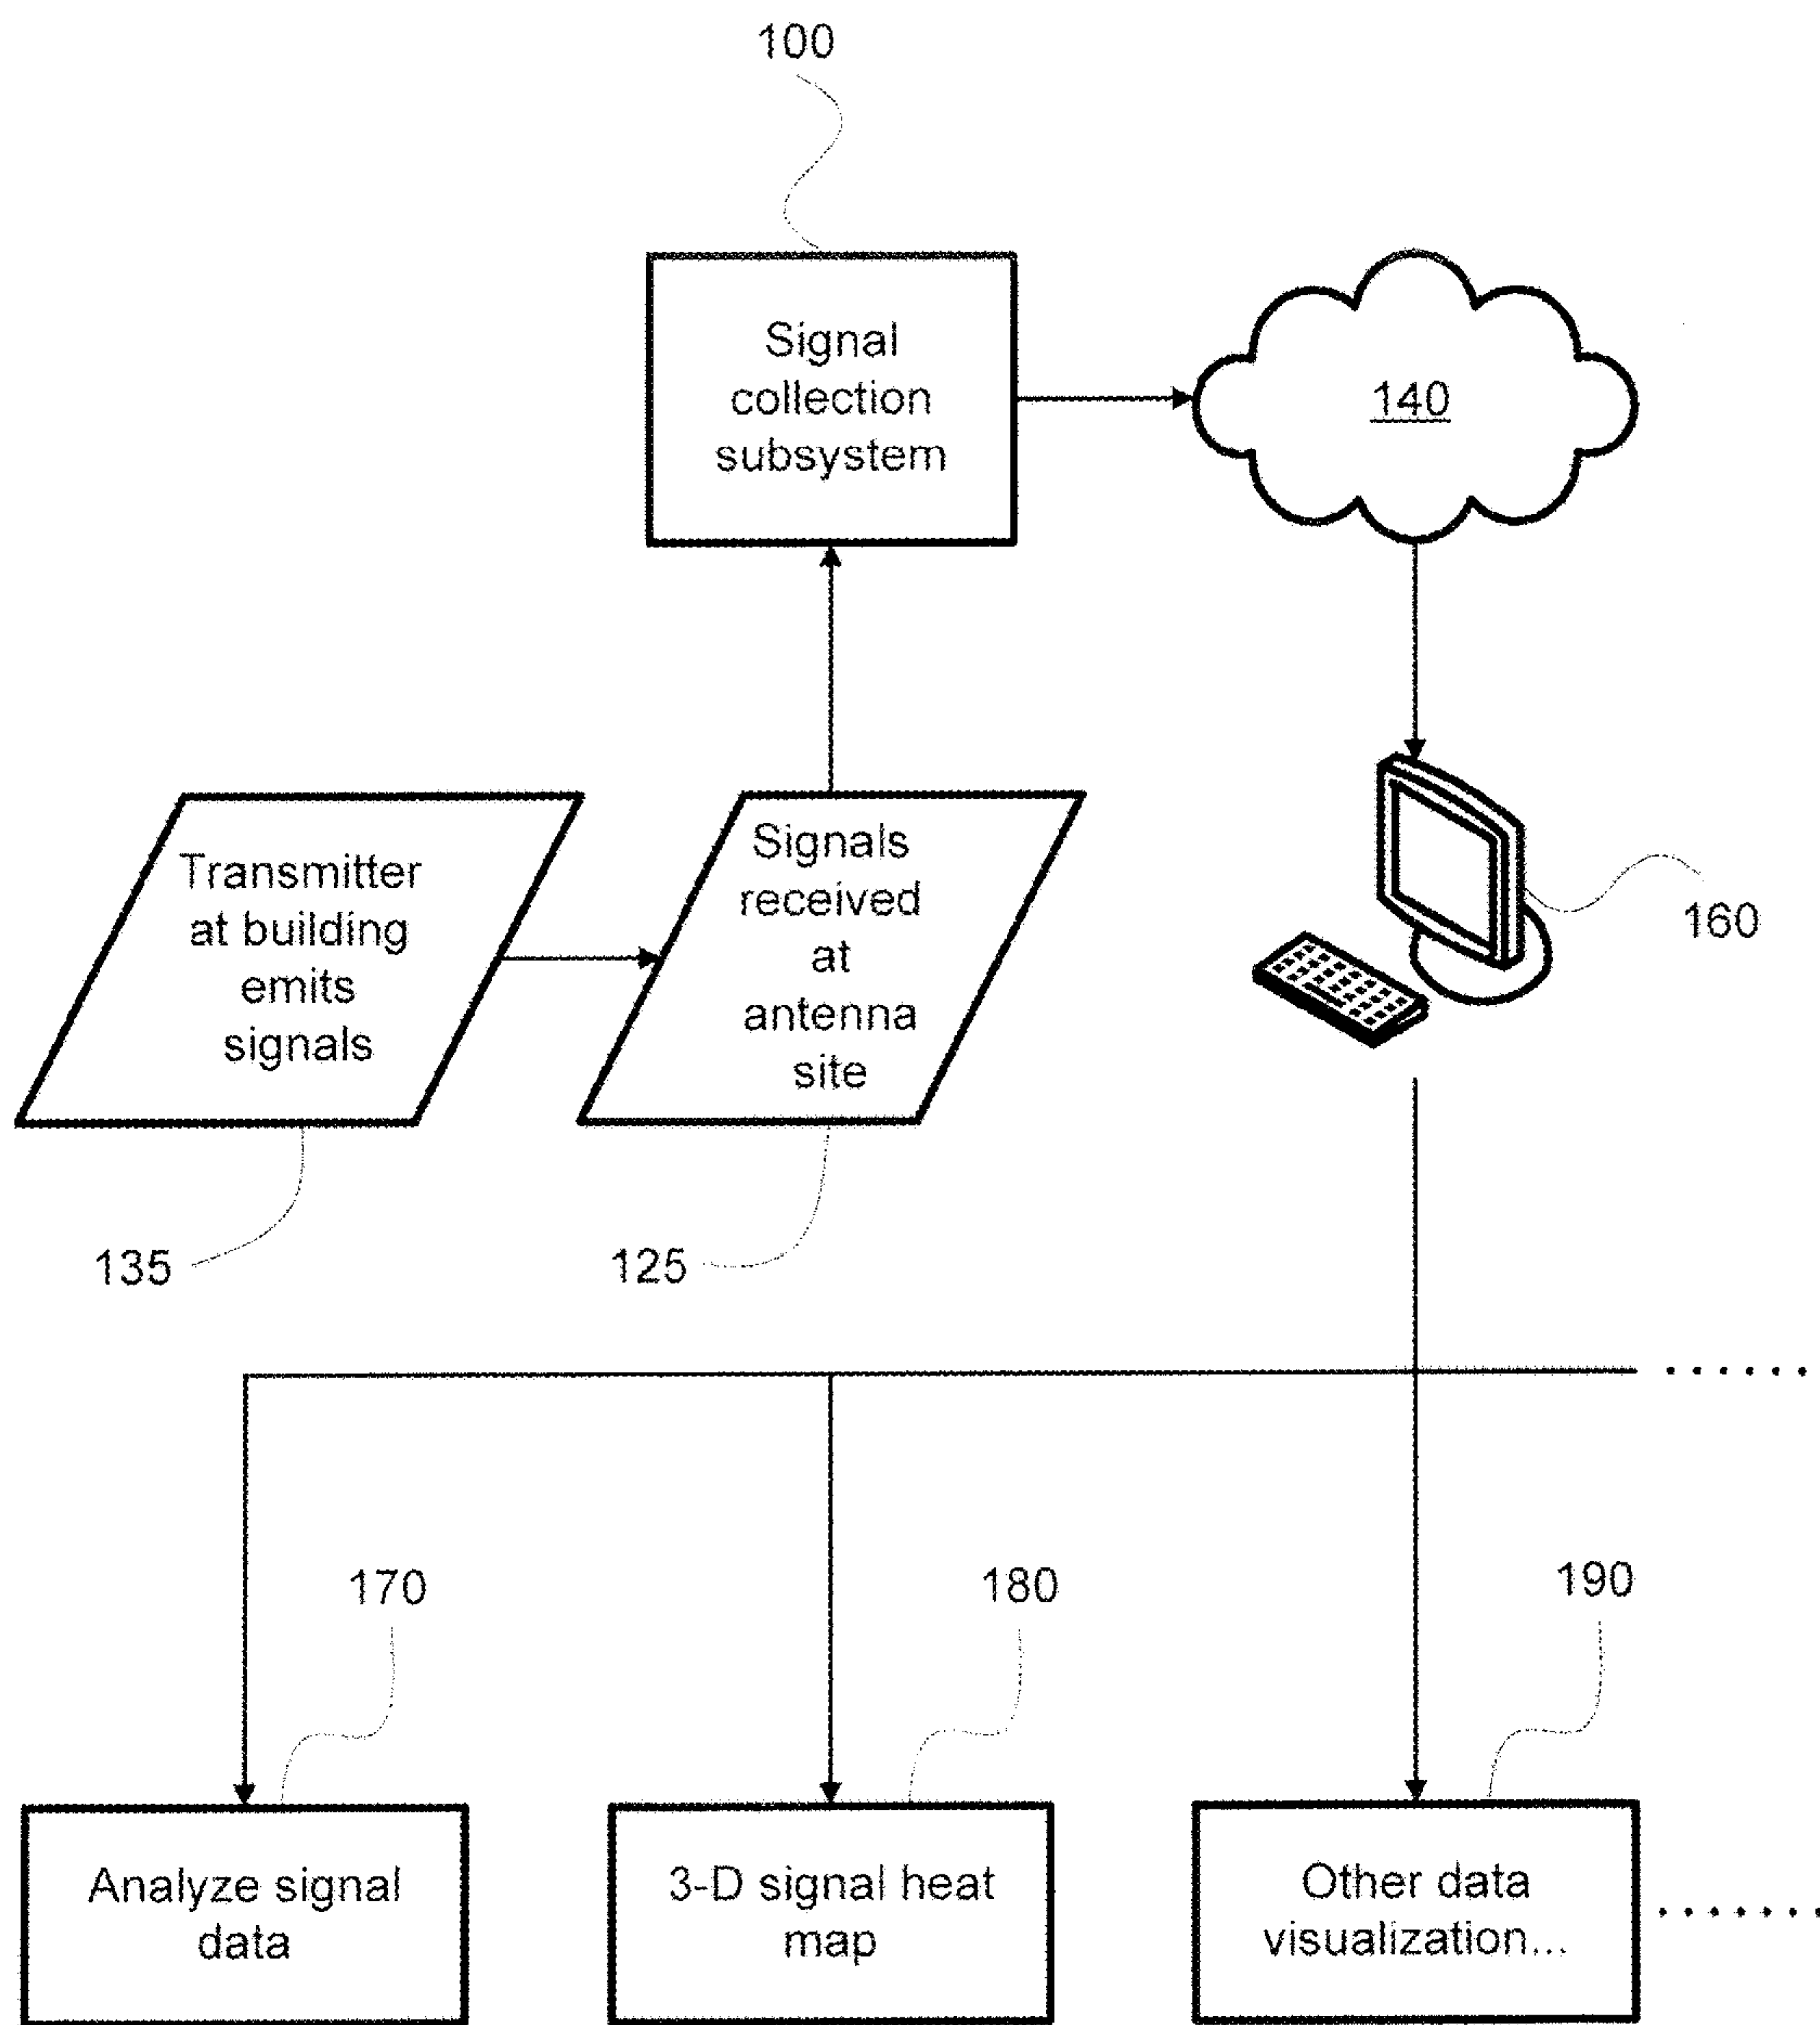 100
Signal
collection
subsystem
140
Transmitter
at building
emits
signals
Signals
received
at
antenna
site
160
135
125
170
180
190
Analyze signal
data
3-D signal heat
map
Other data
visualization...